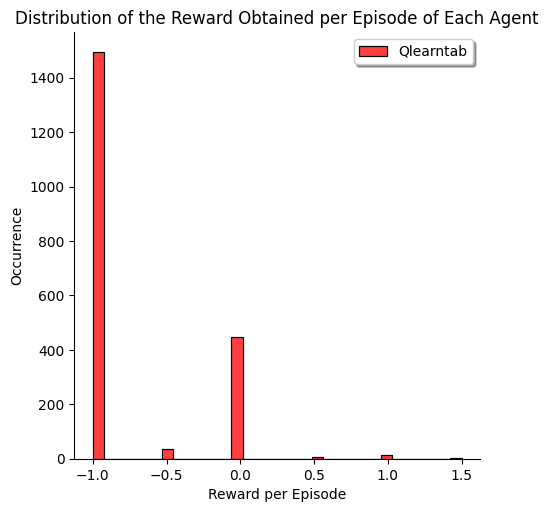 Distribution of the Reward Obtained per Episode of Each Agent
Qlearntab
1400
1200
1000
800
600
400
200
0
Occurrence
−1.0 −0.5 0.0 0.5 1.0 1.5
Reward per Episode